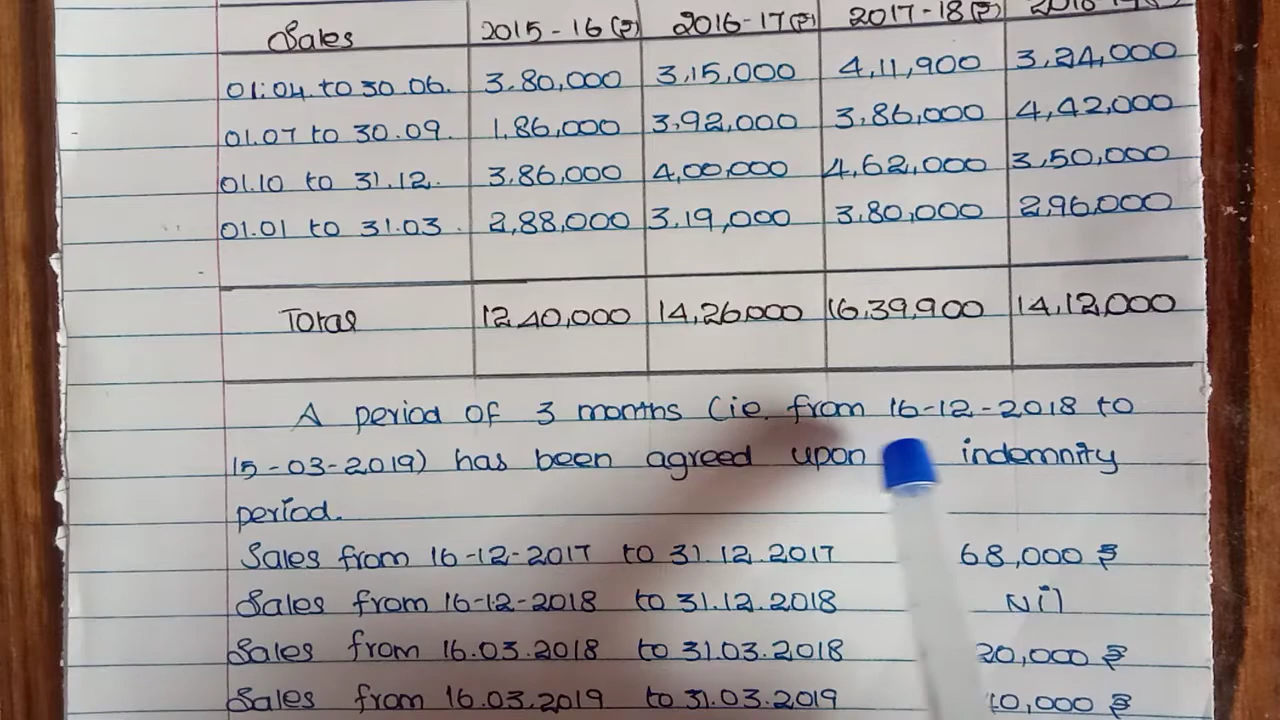 Sales 2015-16(₹) 2016-17(₹) 2017-18(₹)
01.04 to 30.06. 3.80,000 3,15,000 4,11,900 3,24,000
01.07 to 30.09. 1,86,000 3,92,000 3,86,000 4,42,000
01.10 to 31.12. 3,86,000 4,00,000 4,62,000 3,50,000
01.01 to 31.03. 2,88,000 3,19,000 3,80,000 2,96,000
Total 12,40,000 14,26,000 16,39,900 14,12,000
A period of 3 months (ie. from 16-12-2018 to
15-03-2019) has been agreed upon indemnity
period.
Sales from 16-12-2017 to 31.12.2017 68,000 ₹
Sales from 16-12-2018 to 31.12.2018 Nil
Sales from 16.03.2018 to 31.03.2018 20,000 ₹
Sales from 16.03.2019 to 31.03.2019 10,000 ₹